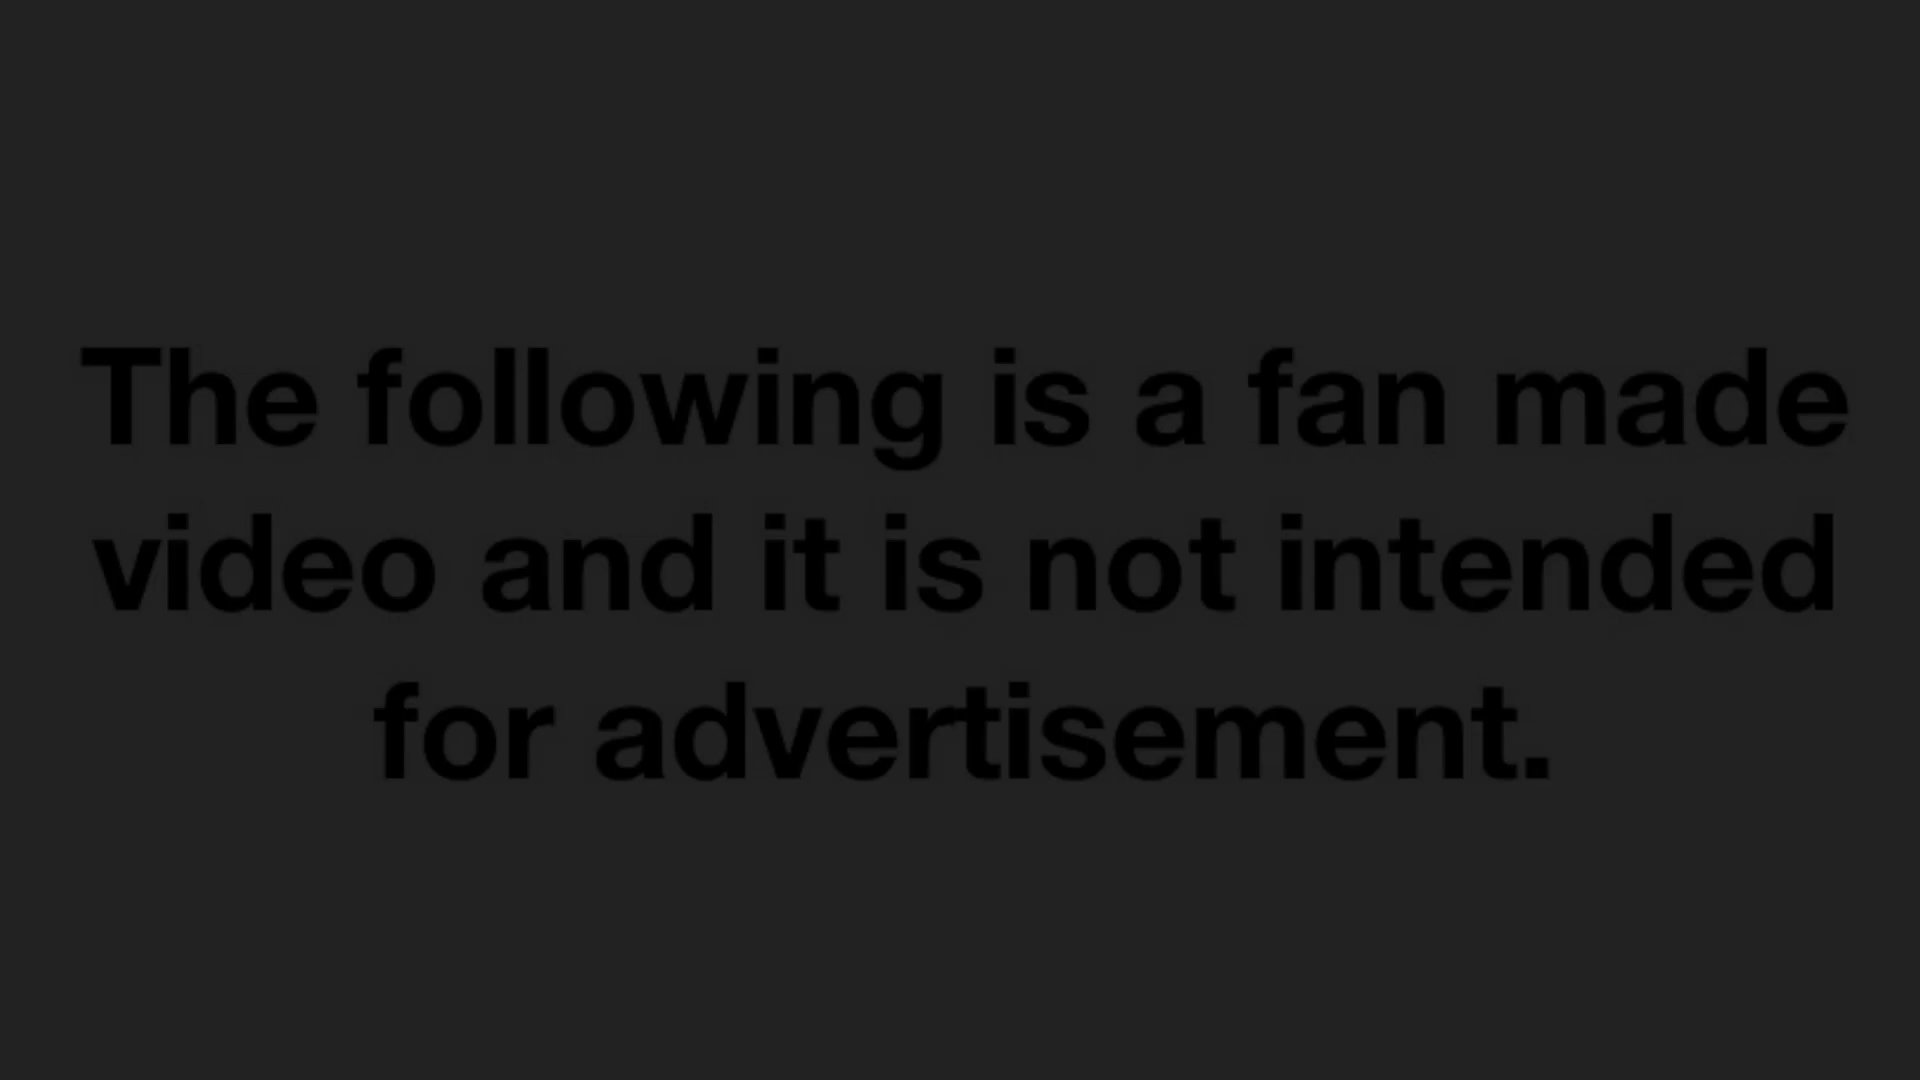 The following is a fan made
video and it is not intended
for advertisement.